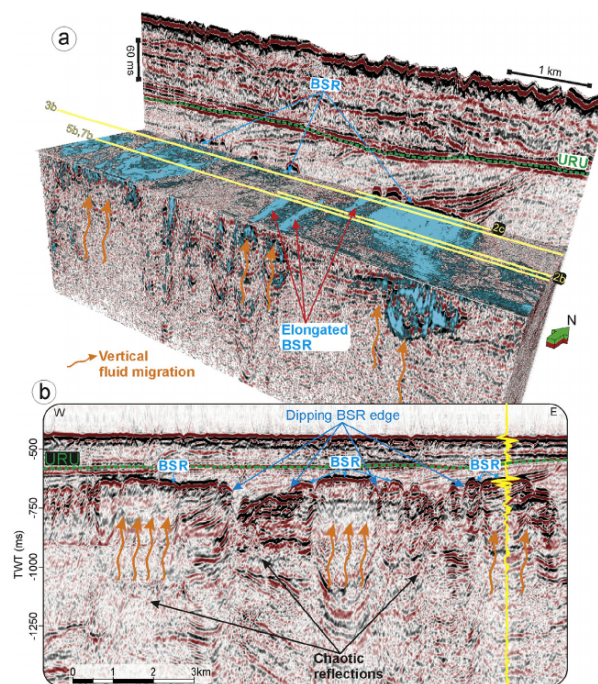 a
60 ms
BSR
1 km
3b
6b,7b
URU
2c
2b
Elongated
BSR
N
Vertical
fluid migration
b
W
Dipping BSR edge
E
-500
URU
BSR
BSR
BSR
-750
TWT (ms)
-1000
-1250
Chaotic
reflections
0
1
2
3km